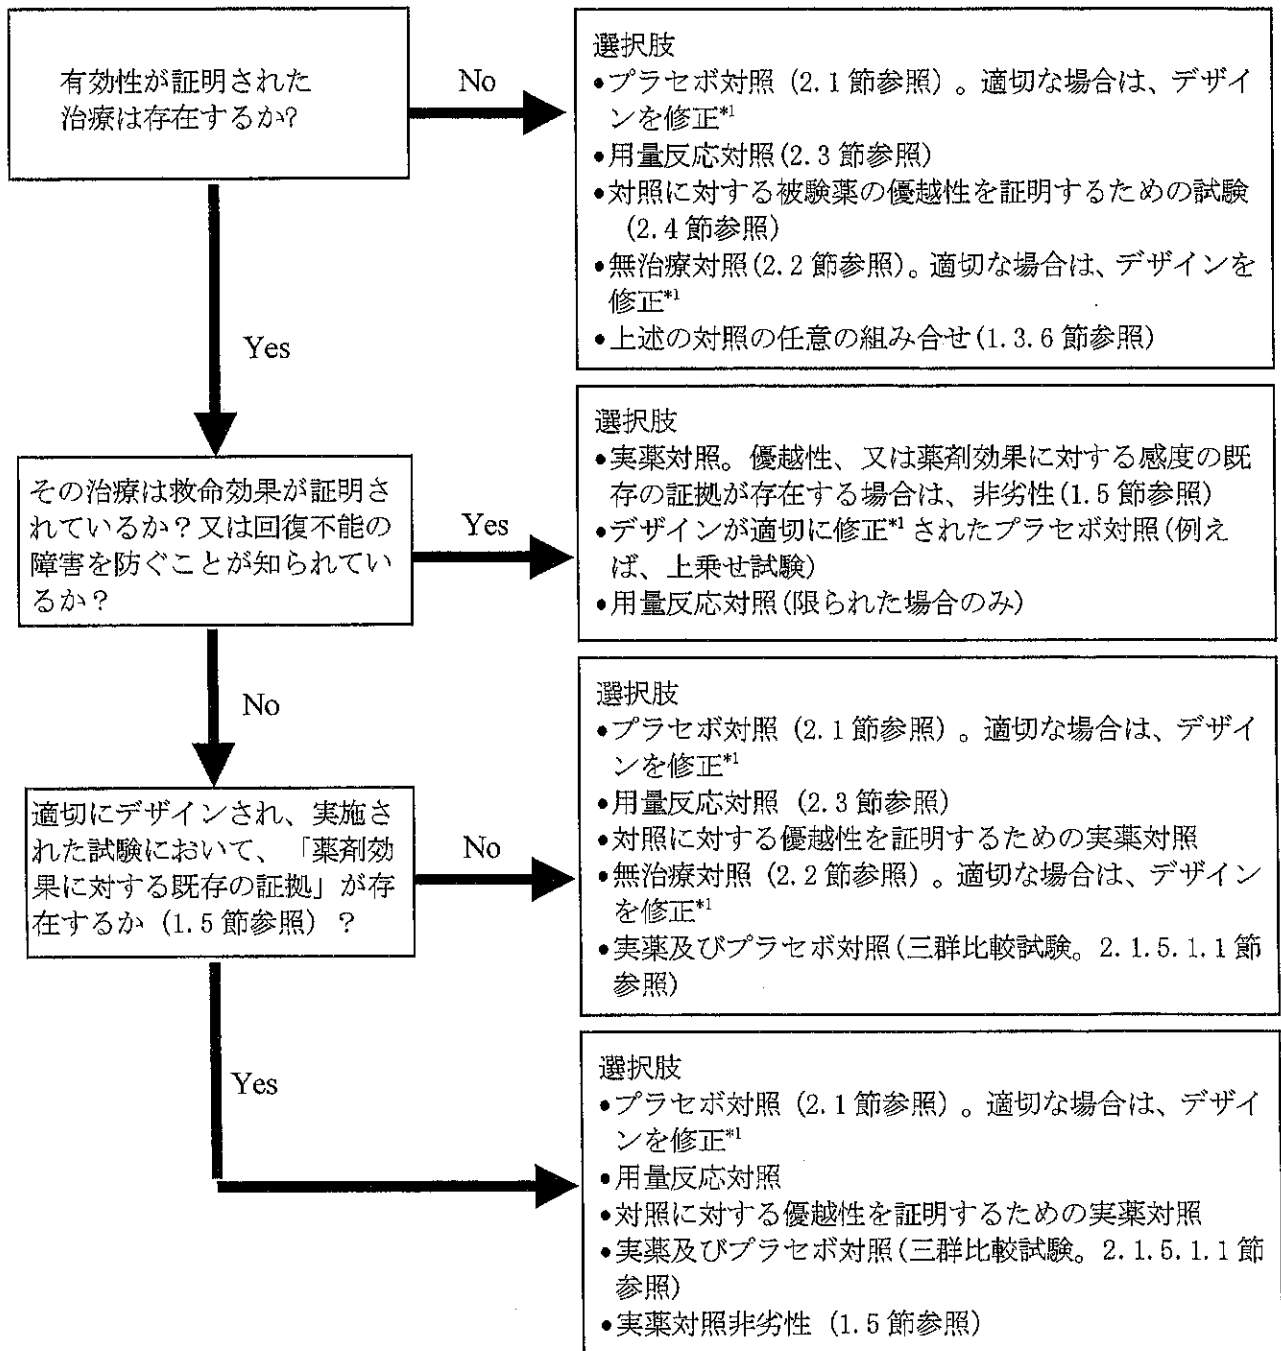 有効性が証明された
治療は存在するか?
No
選択肢
•プラセボ対照 (2.1 節参照) 。適切な場合は、デザイ
ンを修正*1
•用量反応対照(2.3 節参照)
•対照に対する被験薬の優越性を証明するための試験
(2.4 節参照)
•無治療対照(2.2 節参照)。適切な場合は、デザインを
修正*1
•上述の対照の任意の組み合せ(1.3.6 節参照)
Yes
その治療は救命効果が証明さ
れているか？又は回復不能の
障害を防ぐことが知られてい
るか？
Yes
選択肢
•実薬対照。優越性、又は薬剤効果に対する感度の既
存の証拠が存在する場合は、非劣性(1.5 節参照)
•デザインが適切に修正*1 されたプラセボ対照(例え
ば、上乗せ試験)
•用量反応対照(限られた場合のみ)
No
適切にデザインされ、実施さ
れた試験において、「薬剤効
果に対する既存の証拠」が存
在するか (1.5 節参照) ？
No
選択肢
•プラセボ対照 (2.1 節参照) 。適切な場合は、デザイ
ンを修正*1
•用量反応対照 (2.3 節参照)
•対照に対する優越性を証明するための実薬対照
•無治療対照 (2.2 節参照) 。適切な場合は、デザイン
を修正*1
•実薬及びプラセボ対照(三群比較試験。2.1.5.1.1 節
参照)
Yes
選択肢
•プラセボ対照 (2.1 節参照) 。適切な場合は、デザイ
ンを修正*1
•用量反応対照
•対照に対する優越性を証明するための実薬対照
•実薬及びプラセボ対照(三群比較試験。2.1.5.1.1 節
参照)
•実薬対照非劣性 (1.5 節参照)